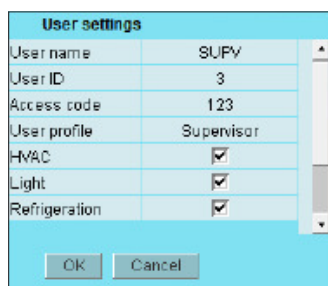 User settings
User name SUPV
User ID 3
Access code 123
User profile Supervisor
HVAC
Light
Refrigeration
OK Cancel